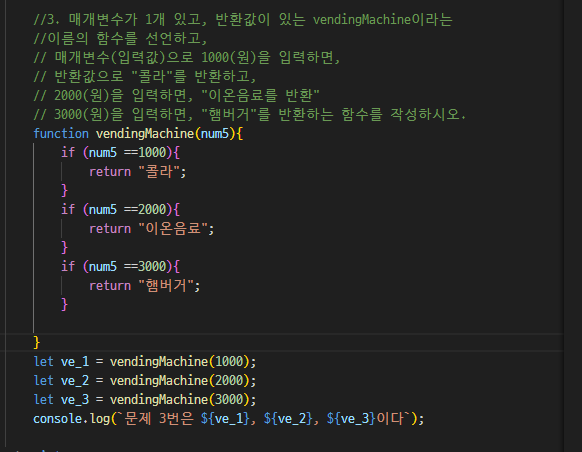 //3. 매개변수가 1개 있고, 반환값이 있는 vendingMachine이라는
//이름의 함수를 선언하고,
// 매개변수(입력값)으로 1000(원)을 입력하면,
// 반환값으로 "콜라"를 반환하고,
// 2000(원)을 입력하면, "이온음료를 반환"
// 3000(원)을 입력하면, "햄버거"를 반환하는 함수를 작성하시오.
function vendingMachine(num5){
    if (num5 ==1000){
        return "콜라";
    }
    if (num5 ==2000){
        return "이온음료";
    }
    if (num5 ==3000){
        return "햄버거";
    }
}
let ve_1 = vendingMachine(1000);
let ve_2 = vendingMachine(2000);
let ve_3 = vendingMachine(3000);
console.log(`문제 3번은 ${ve_1}, ${ve_2}, ${ve_3}이다`);